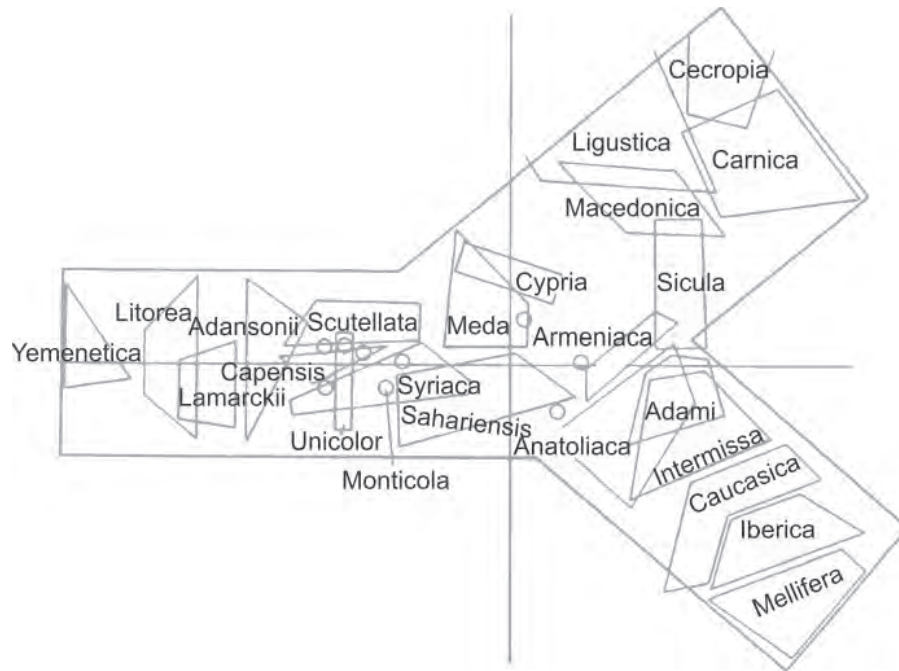 Cecropia
Ligustica
Carnica
Macedonica
Cypria
Sicula
Litorea
Adansonii
Scutellata
Meda
Armeniaca
Yemenetica
Capensis
Lamarckii
Syriaca
Sahariensis
Adami
Unicolor
Anatoliaca
Intermissa
Monticola
Caucasica
Iberica
Mellifera